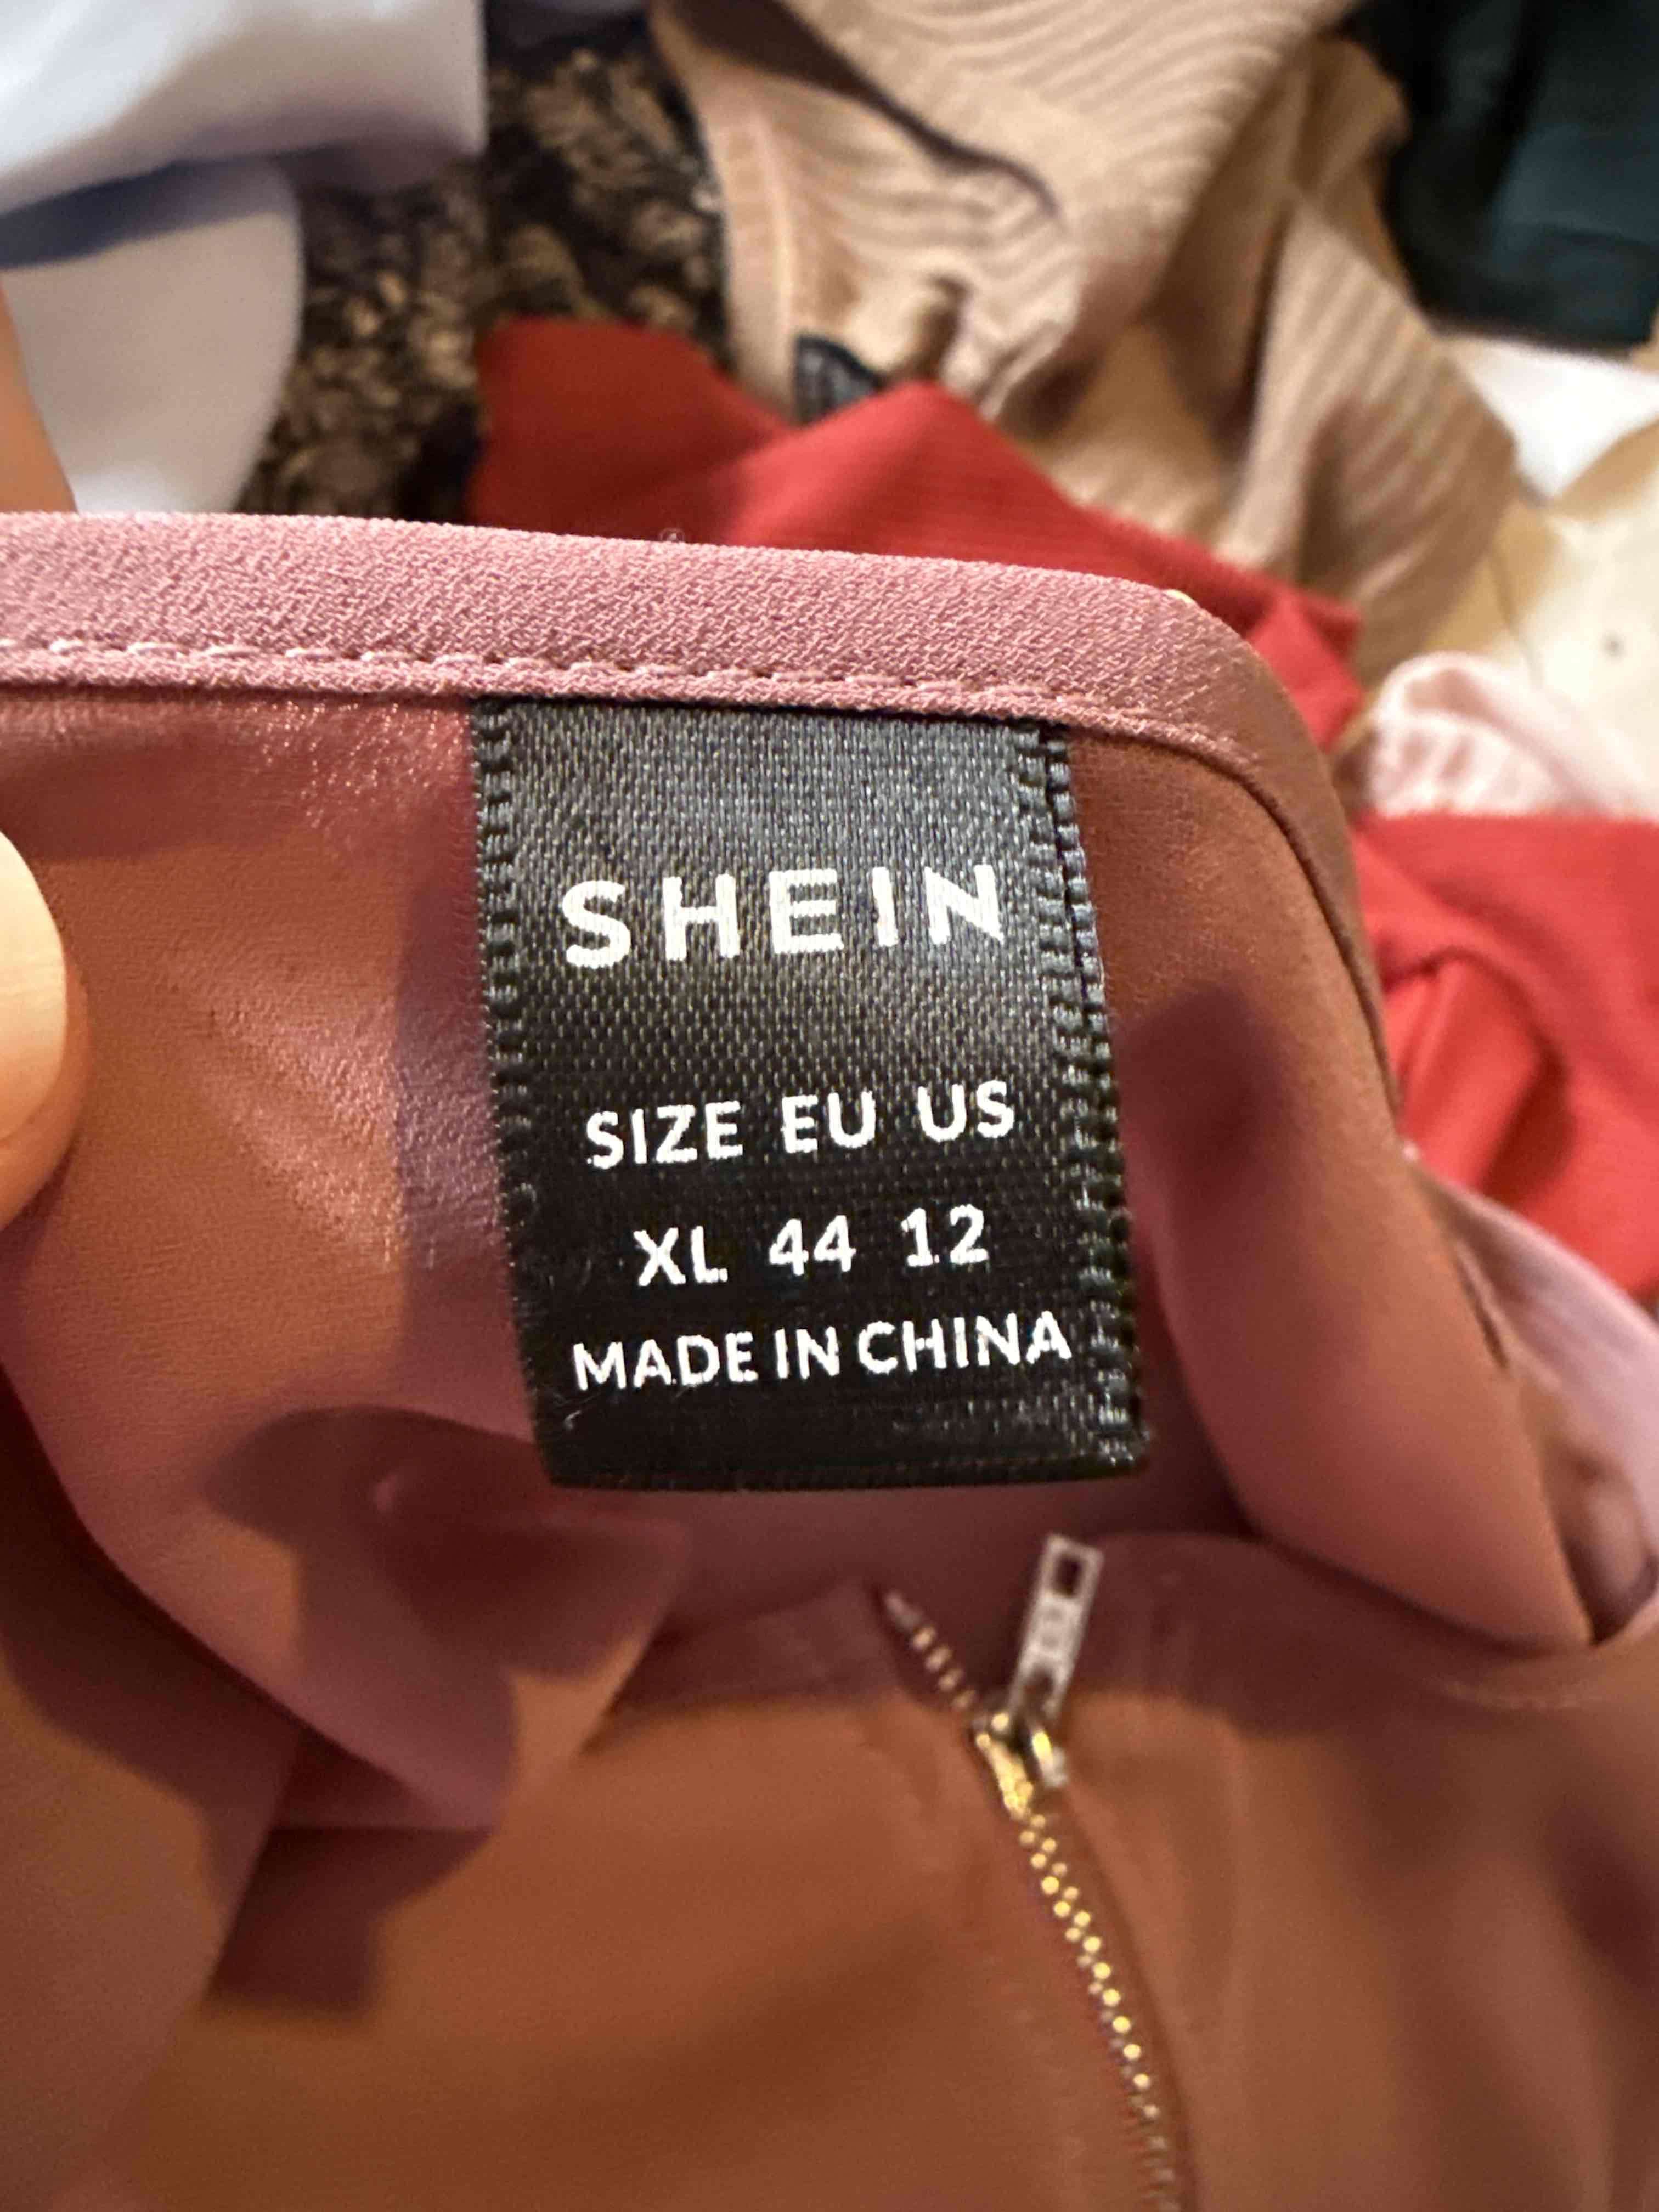 SHEIN
SIZE EU US
XL 44 12
MADE IN CHINA